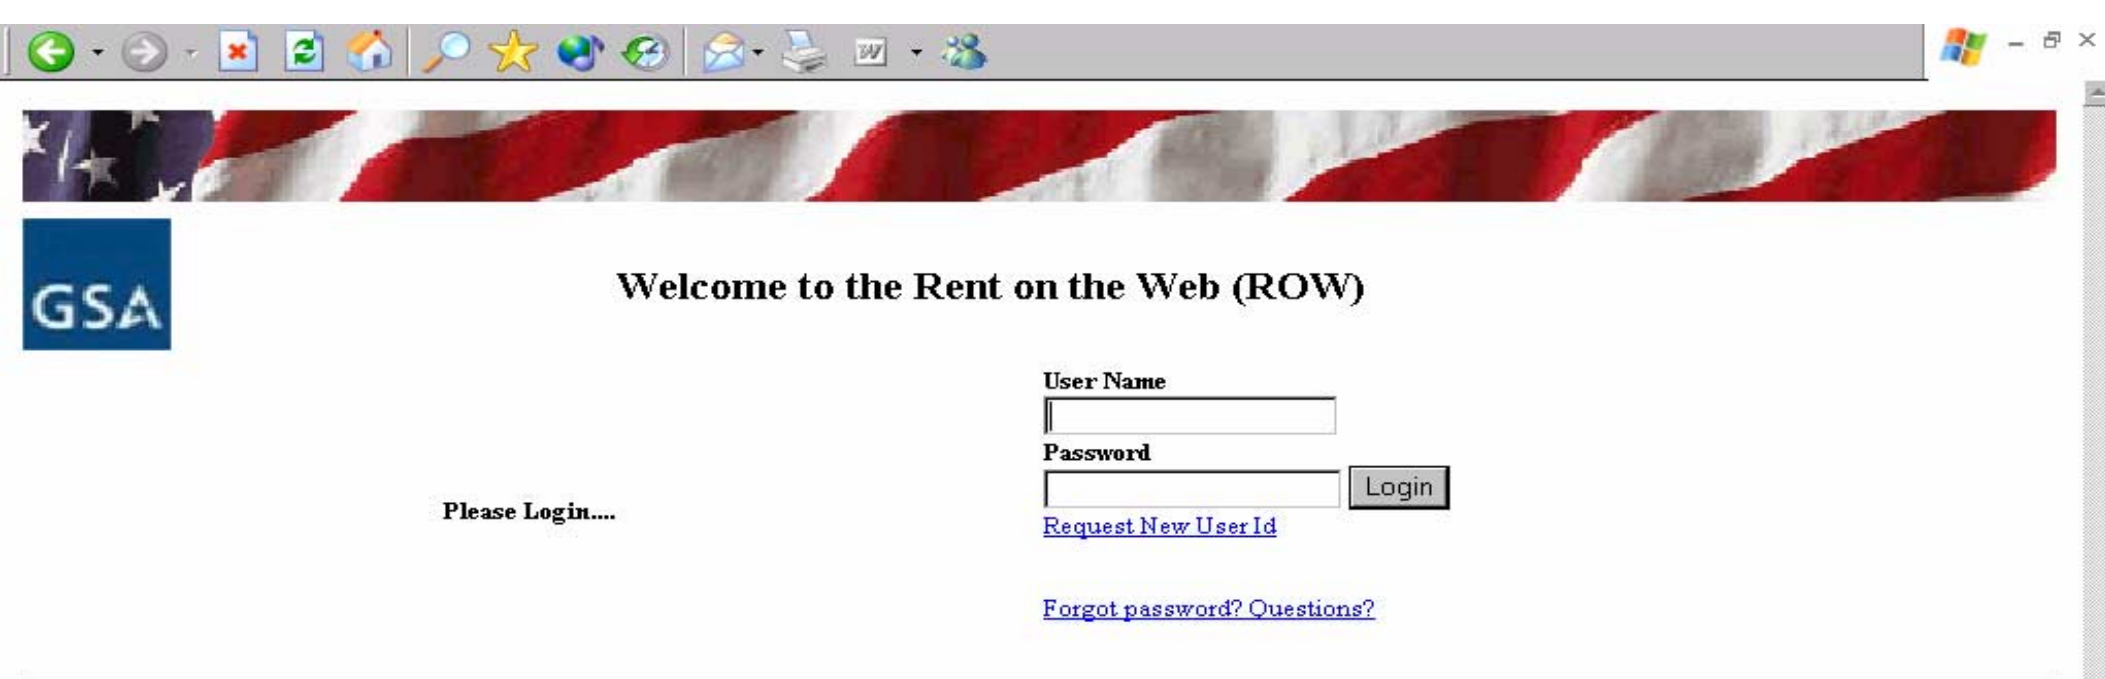 GSA
Welcome to the Rent on the Web (ROW)
User Name
Password
Login
Please Login....
Request New User Id
Forgot password? Questions?